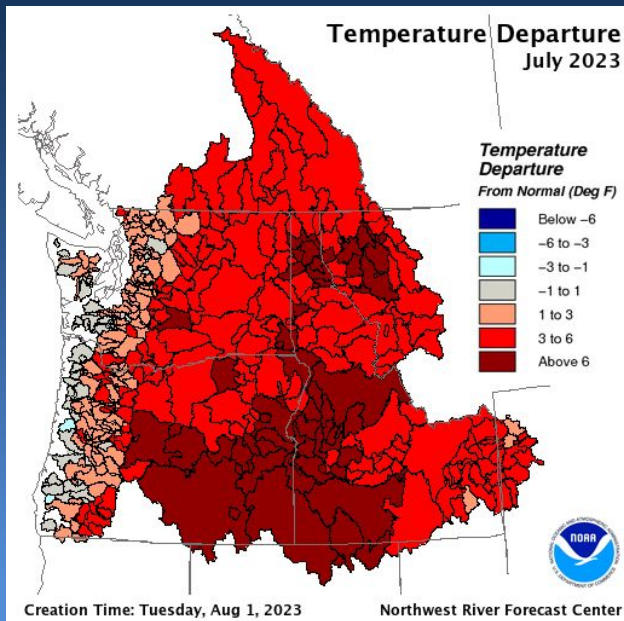 Temperature Departure
July 2023
Temperature
Departure
From Normal (Deg F)
Below −6
−6 to −3
−3 to −1
−1 to 1
1 to 3
3 to 6
Above 6
NOAA
Creation Time: Tuesday, Aug 1, 2023
Northwest River Forecast Center